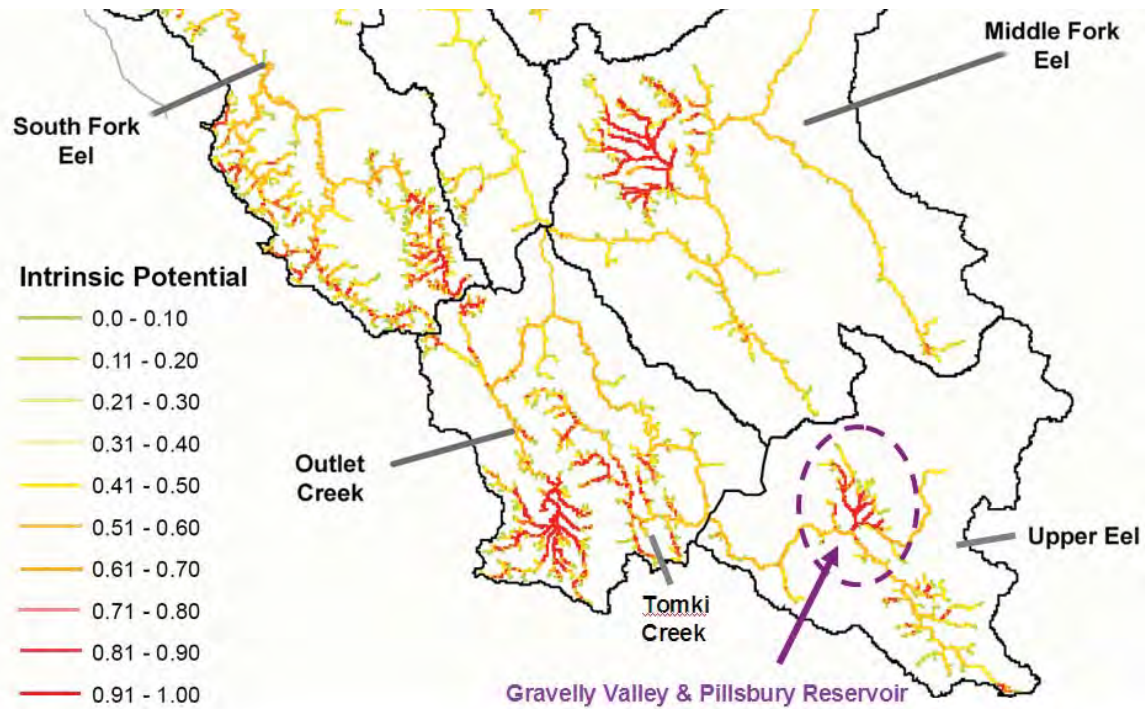 Middle Fork
Eel
South Fork
Eel
Intrinsic Potential
0.0 - 0.10
0.11 - 0.20
0.21 - 0.30
0.31 - 0.40
0.41 - 0.50
0.51 - 0.60
0.61 - 0.70
0.71 - 0.80
0.81 - 0.90
0.91 - 1.00
Outlet
Creek
Upper Eel
Tomki
Creek
Gravelly Valley & Pillsbury Reservoir